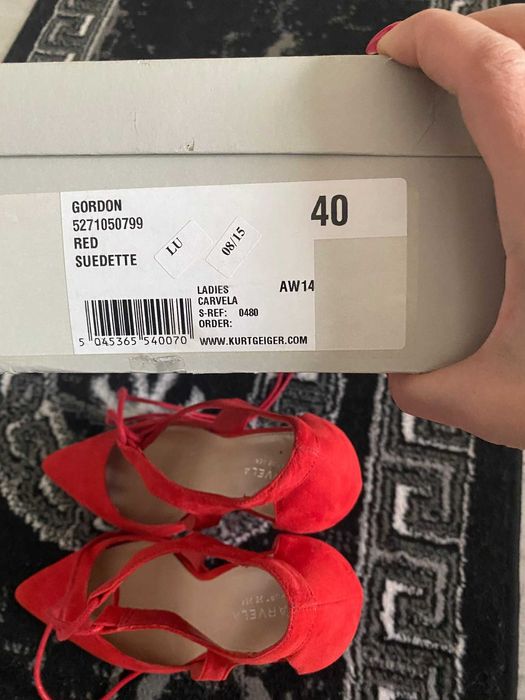 GORDON
5271050799
RED
SUEDETTE
LU
08/15
40
LADIES
CARVELA
AW14
S-REF: 0480
ORDER:
5 045365 540070
WWW.KURTGEIGER.COM
CARVELA